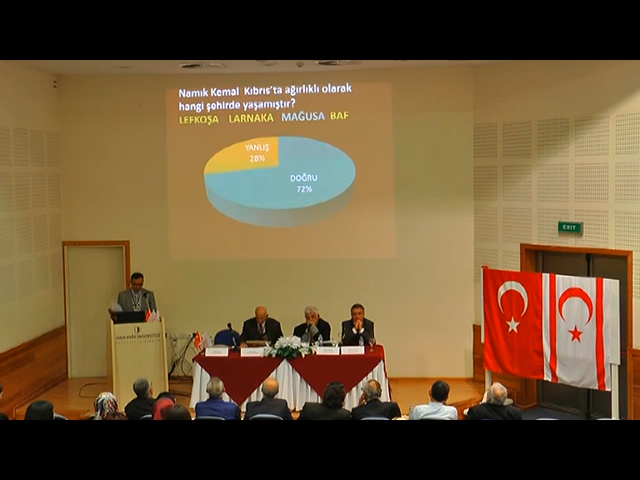 Namık Kemal Kıbrıs'ta ağırlıklı olarak
hangi şehirde yaşamıştır?
LEFKOŞA LARNAKA MAĞUSA BAF
YANLIŞ
28%
DOĞRU
72%
EXIT